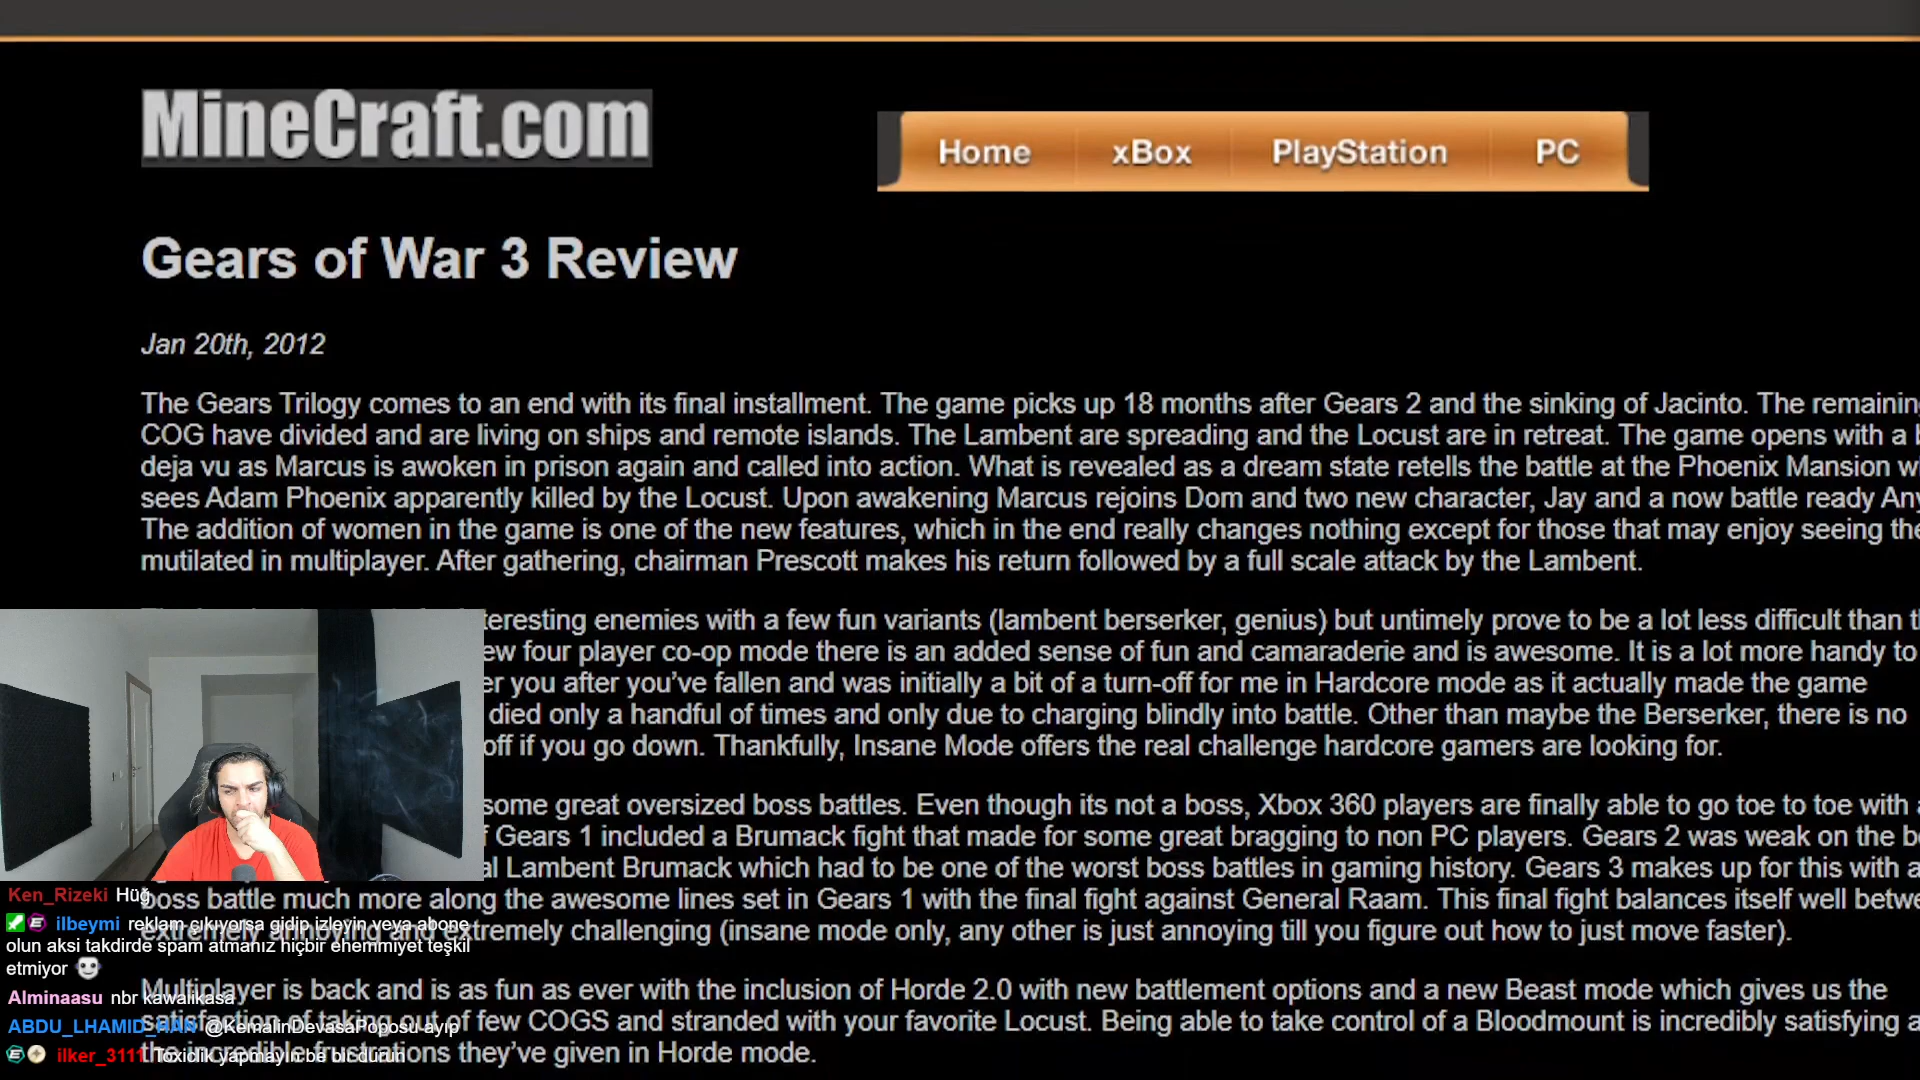 MineCraft.com
Home xBox PlayStation PC
Gears of War 3 Review
Jan 20th, 2012
The Gears Trilogy comes to an end with its final installment. The game picks up 18 months after Gears 2 and the sinking of Jacinto. The
COG have divided and are living on ships and remote islands. The Lambent are spreading and the Locust are in retreat. The game opens with a
deja vu as Marcus is awoken in prison again and called into action. What is revealed as a dream state retells the battle at the Phoenix Mansion
sees Adam Phoenix apparently killed by the Locust. Upon awakening Marcus rejoins Dom and two new character, Jay and a now battle ready
The addition of women in the game is one of the new features, which in the end really changes nothing except for those that may enjoy seeing
mutilated in multiplayer. After gathering, chairman Prescott makes his return followed by a full scale attack by the Lambent.
enemies with a few fun variants (lambent berserker, genius) but untimely prove to be a lot less difficult than
four player co-op mode there is an added sense of fun and camaraderie and is awesome. It is a lot more handy to
you after you've fallen and was initially a bit of a turn-off for me in Hardcore mode as it actually made the game
died only a handful of times and only due to charging blindly into battle. Other than maybe the Berserker, there is no
off if you go down. Thankfully, Insane Mode offers the real challenge hardcore gamers are looking for.
some great oversized boss battles. Even though its not a boss, Xbox 360 players are finally able to go toe to toe with
Gears 1 included a Brumack fight that made for some great bragging to non PC players. Gears 2 was weak on the
Lambent Brumack which had to be one of the worst boss battles in gaming history. Gears 3 makes up for this with a
boss battle much more along the awesome lines set in Gears 1 with the final fight against General Raam. This final fight balances itself well
extremely annoying and extremely challenging (insane mode only, any other is just annoying till you figure out how to just move faster).
Multiplayer is back and is as fun as ever with the inclusion of Horde 2.0 with new battlement options and a new Beast mode which gives us the
satisfaction of taking out of few COGS and stranded with your favorite Locust. Being able to take control of a Bloodmount is incredibly satisfying
the incredible frustrations they've given in Horde mode.
Ken_Rizeki Hüğ
ilbeymi reklam çıkıyorsa gidip izleyin veya abone
olun aksi takdirde spam atmanız hiçbir ehemmiyet teşkil
etmiyor
Alminaasu nbr kawalikasa
ABDU_LHAMID_HAN @KemalinDevasaPoposu ayıp
ilker_3111 Toxiclik yapmayın be bir durun